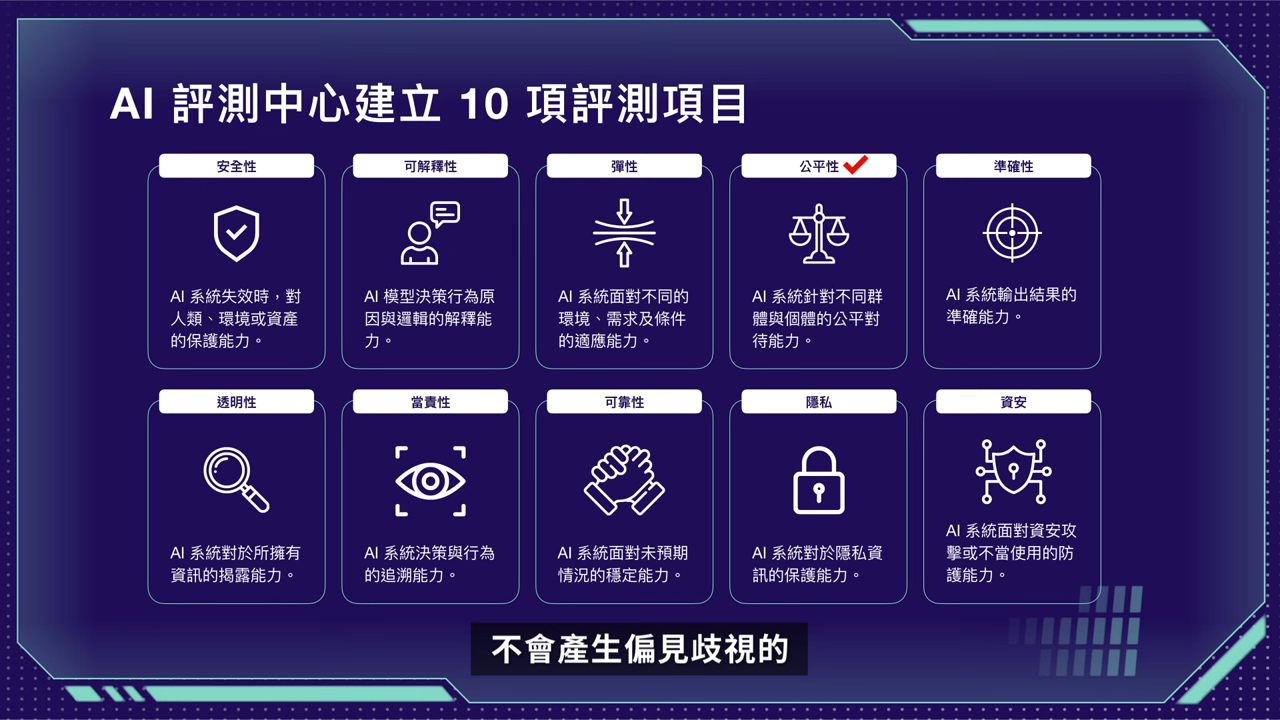 AI 評測中心建立 10 項評測項目
安全性
AI 系統失效時，對
人類、環境或資產
的保護能力。
可解釋性
AI 模型決策行為原
因與邏輯的解釋能
力。
彈性
AI 系統面對不同的
環境、需求及條件
的適應能力。
公平性
AI 系統針對不同群
體與個體的公平對
待能力。
準確性
AI 系統輸出結果的
準確能力。
透明性
AI 系統對於所擁有
資訊的揭露能力。
當責性
AI 系統決策與行為
的追溯能力。
可靠性
AI 系統面對未預期
情況的穩定能力。
隱私
AI 系統對於隱私資
訊的保護能力。
資安
AI 系統面對資安攻
擊或不當使用的防
護能力。
不會產生偏見歧視的